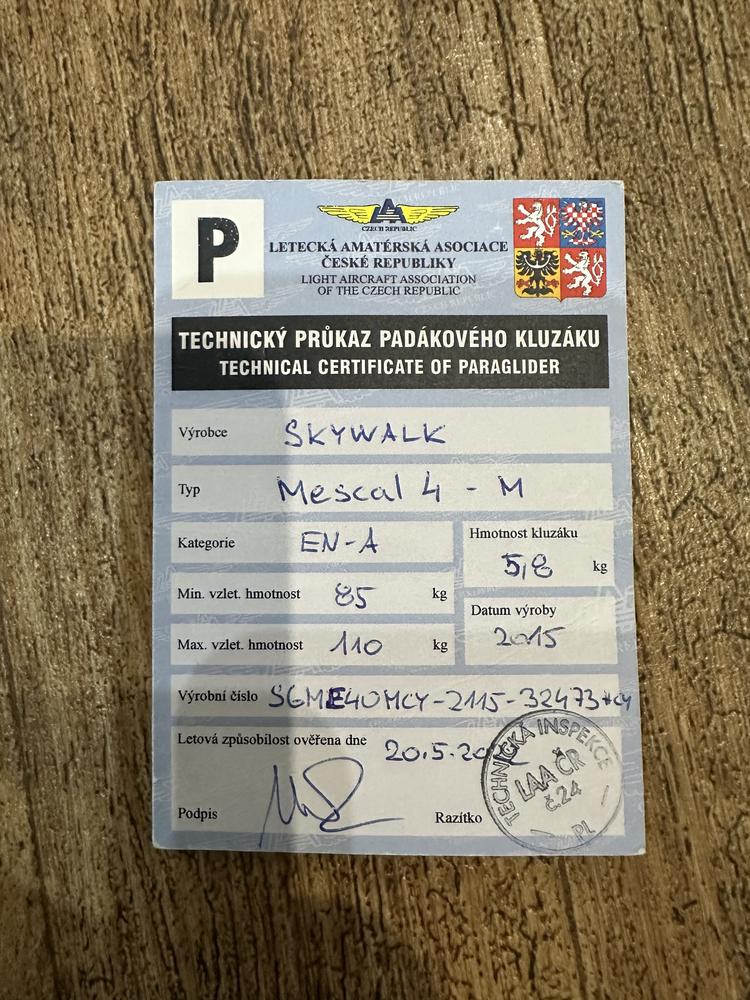 P
CZECH REPUBLIC
LETECKÁ AMATÉRSKÁ ASOCIACE
ČESKÉ REPUBLIKY
LIGHT AIRCRAFT ASSOCIATION
OF THE CZECH REPUBLIC
TECHNICKÝ PRŮKAZ PADÁKOVÉHO KLUZÁKU
TECHNICAL CERTIFICATE OF PARAGLIDER
Výrobce SKYWALK
Typ Mescal 4 - M
Kategorie EN-A
Hmotnost kluzáku
5,8 kg
Min. vzlet. hmotnost 85 kg
Datum výroby
2015
Max. vzlet. hmotnost 110 kg
Výrobní číslo SGME40MCY-2115-32473*CY
Letová způsobilost ověřena dne 20.5.
Podpis
Razítko
TECHNICKÁ INSPEKCE
LAA ČR
č.24
PL